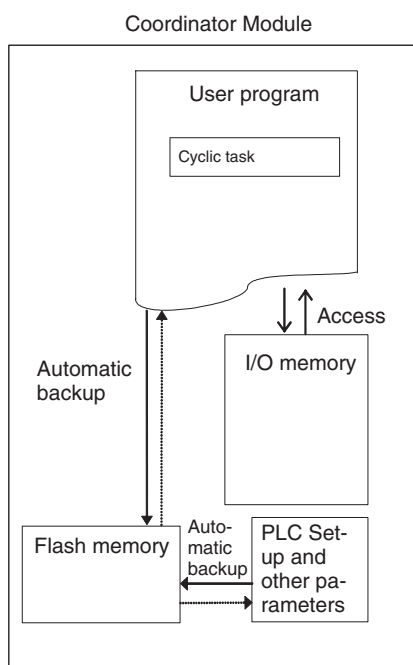 Coordinator Module
User program
Cyclic task
Access
I/O memory
Automatic
backup
Flash memory
Auto-
matic
backup
PLC Set-
up and
other pa-
rameters